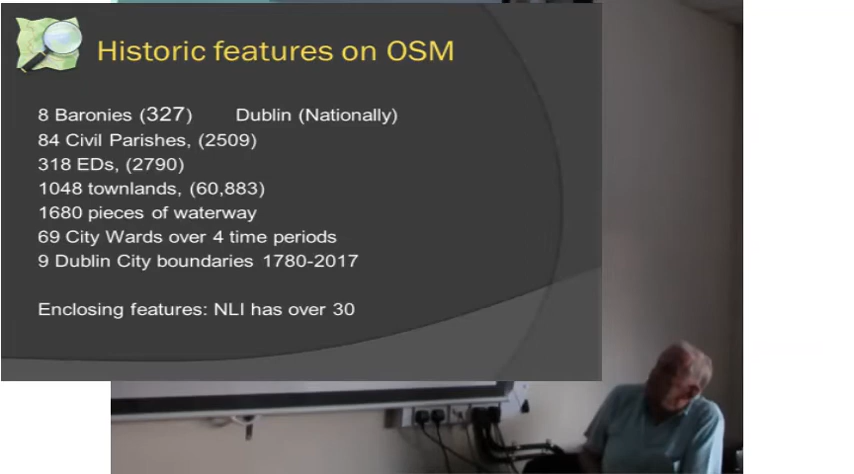 Historic features on OSM
8 Baronies (327) Dublin (Nationally)
84 Civil Parishes, (2509)
318 EDs, (2790)
1048 townlands, (60,883)
1680 pieces of waterway
69 City Wards over 4 time periods
9 Dublin City boundaries 1780-2017
Enclosing features: NLI has over 30